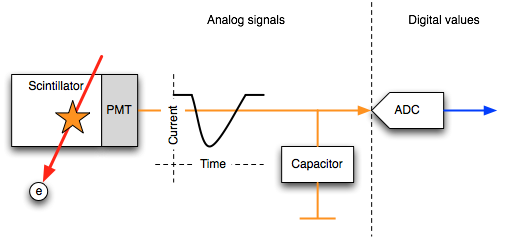 Analog signals
Digital values
Scintillator
PMT
Current
Time
ADC
Capacitor
e